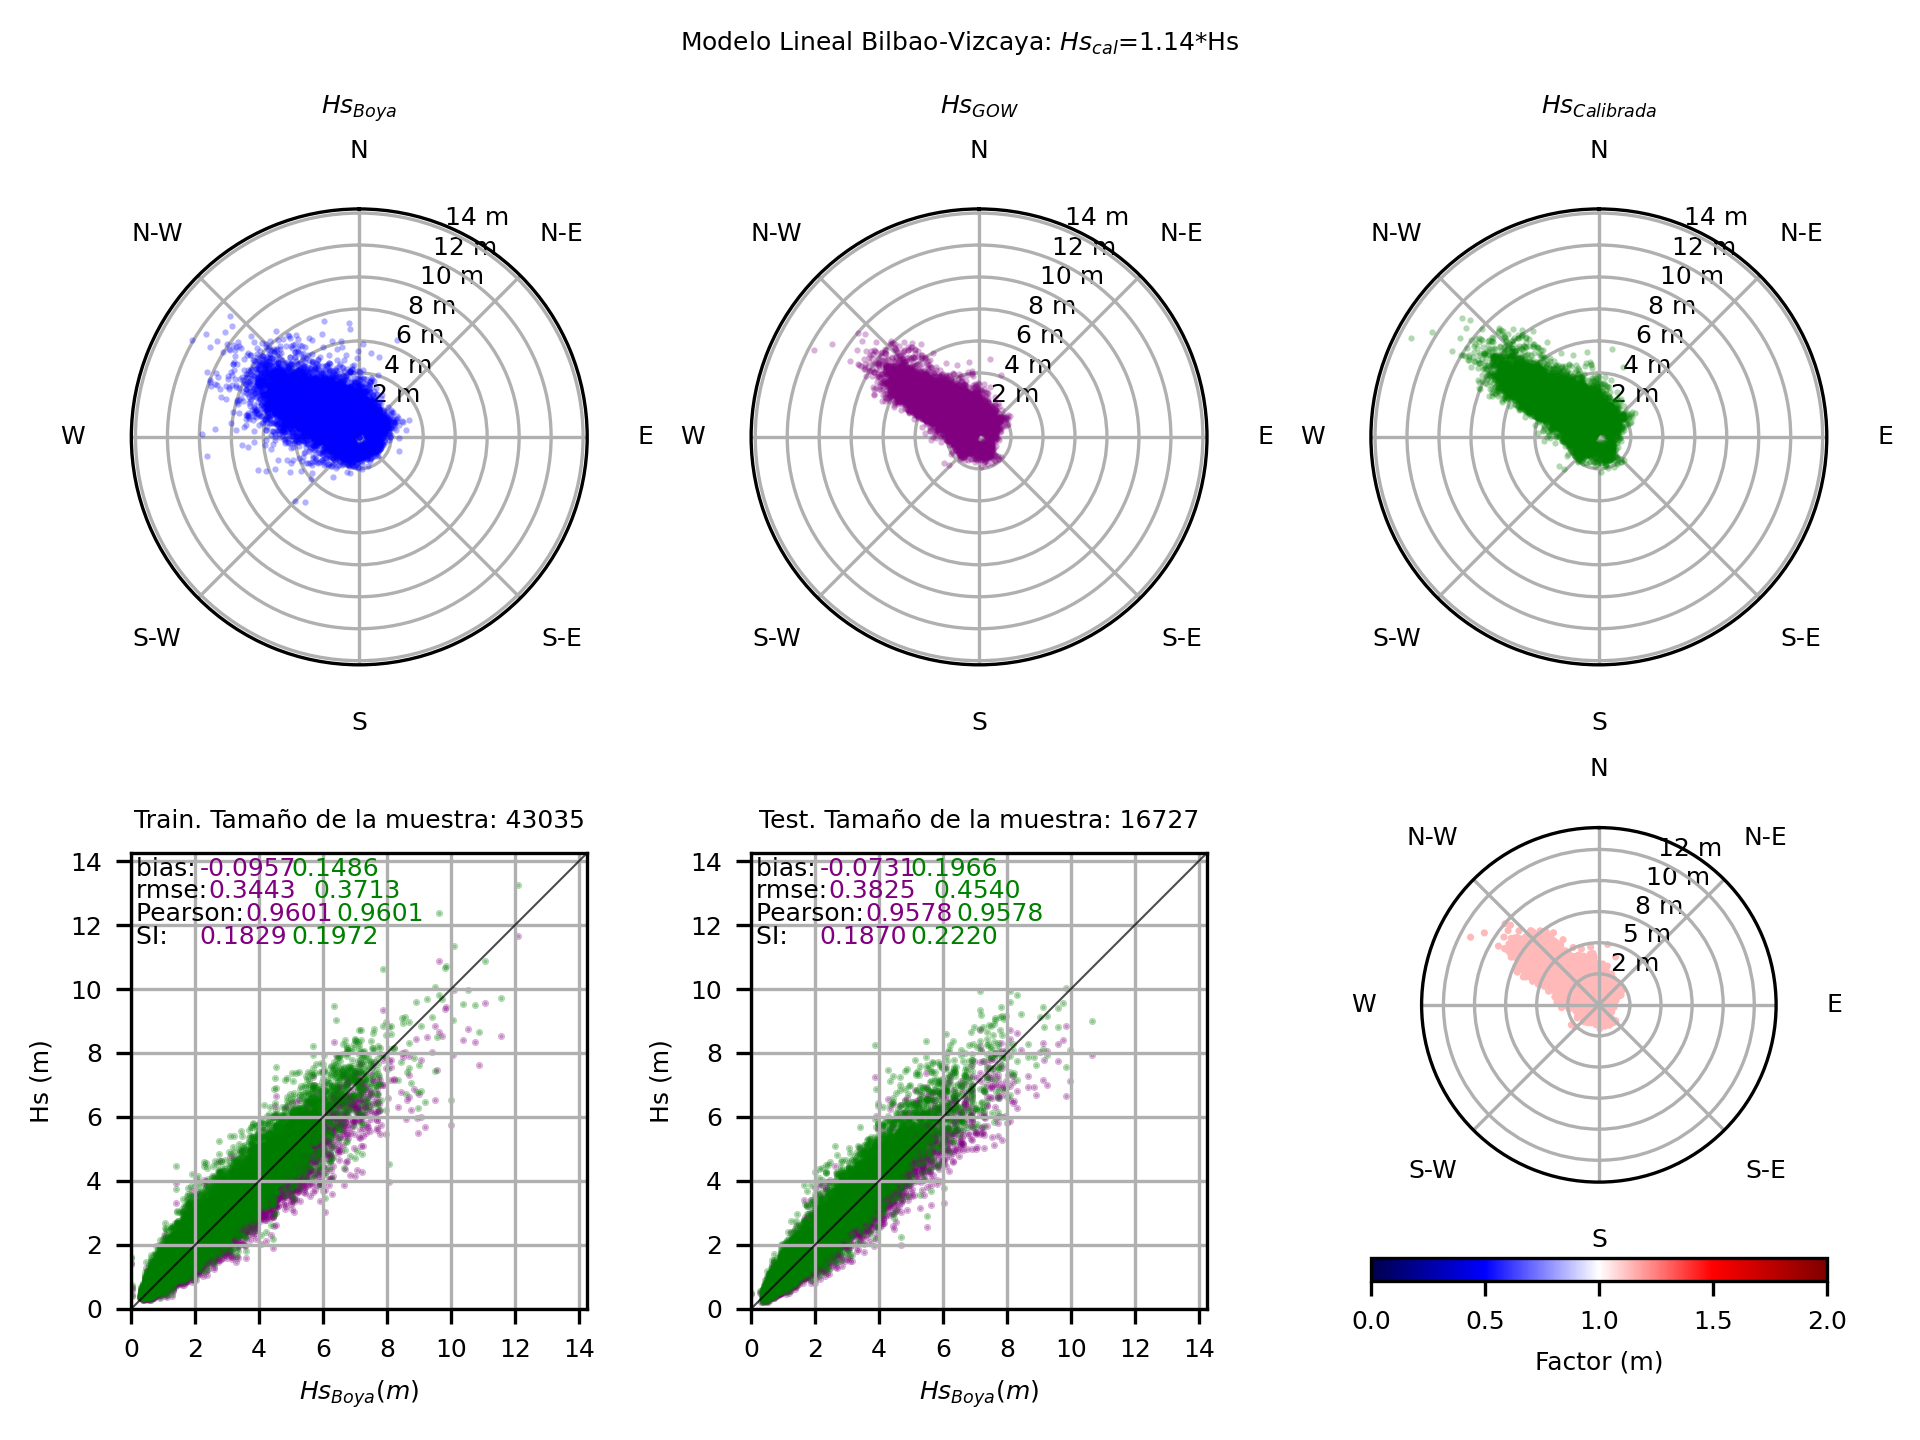 Modelo Lineal Bilbao-Vizcaya: Hs_cal=1.14*Hs
Hs_Boya
N
N-W
N-E
14 m
12 m
10 m
8 m
6 m
4 m
2 m
W
E
S-W
S-E
S
Hs_GOW
N
N-W
N-E
14 m
12 m
10 m
8 m
6 m
4 m
2 m
W
E
S-W
S-E
S
Hs_Calibrada
N
N-W
N-E
14 m
12 m
10 m
8 m
6 m
4 m
2 m
W
E
S-W
S-E
S
Train. Tamaño de la muestra: 43035
bias: -0.0957 0.1486
rmse: 0.3443 0.3713
Pearson: 0.9601 0.9601
SI: 0.1829 0.1972
Hs (m)
14
12
10
8
6
4
2
0
0 2 4 6 8 10 12 14
Hs_Boya(m)
Test. Tamaño de la muestra: 16727
bias: -0.0731 0.1966
rmse: 0.3825 0.4540
Pearson: 0.9578 0.9578
SI: 0.1870 0.2220
Hs (m)
14
12
10
8
6
4
2
0
0 2 4 6 8 10 12 14
Hs_Boya(m)
N
N-W
N-E
12 m
10 m
8 m
5 m
2 m
W
E
S-W
S-E
S
0.0 0.5 1.0 1.5 2.0
Factor (m)